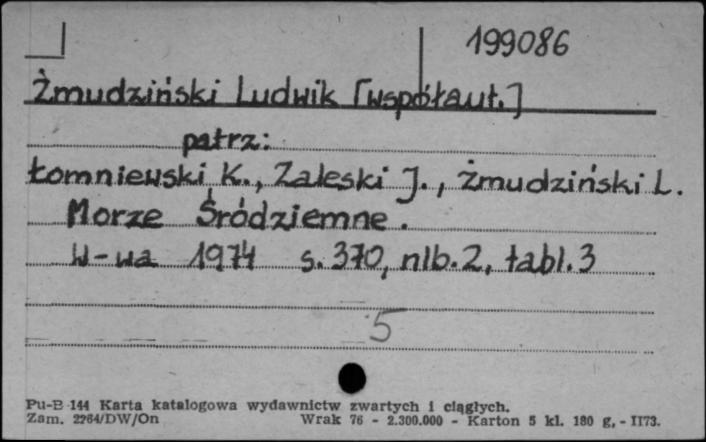 199086
Żmudziński Ludwik [współaut.]
patrz:
Łomniewski K., Zaleski J., Żmudziński L.
Morze Śródziemne.
W-wa 1974 s. 370, nlb. 2, tabl. 3
5
Pu-B 144 Karta katalogowa wydawnictw zwartych i ciągłych.
Zam. 2264/DW/On Wrak 76 - 2.300.000 - Karton 5 kl. 180 g, - II73.